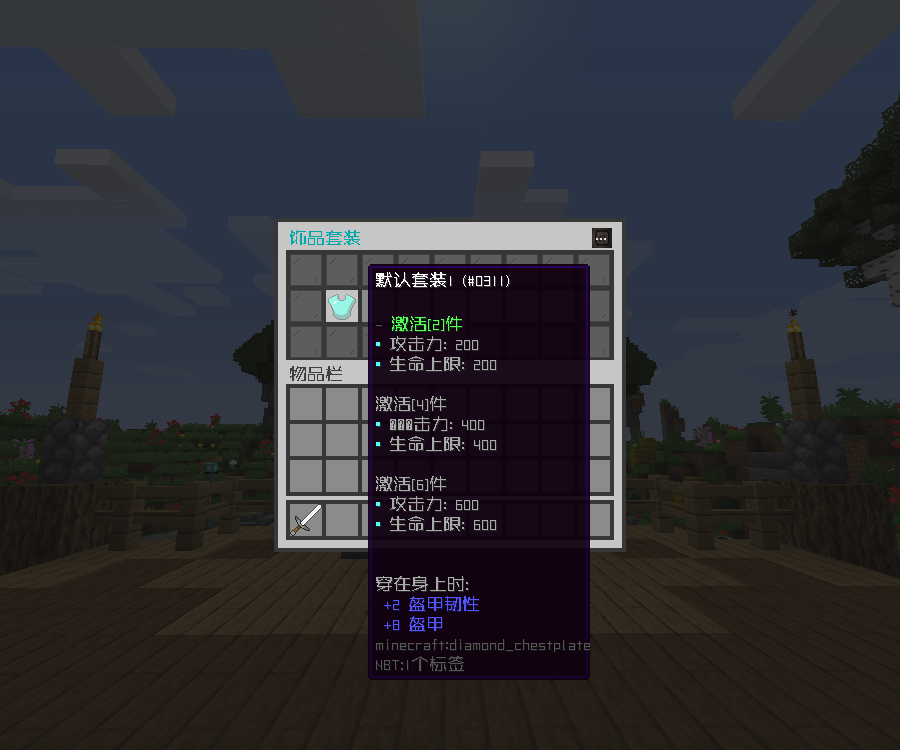 饰品套装
默认套装1 (#0311)
- 激活[2]件
• 攻击力: 200
• 生命上限: 200
激活[4]件
• 击力: 400
• 生命上限: 400
激活[6]件
• 攻击力: 600
• 生命上限: 600
物品栏
穿在身上时:
+2 盔甲韧性
+8 盔甲
minecraft:diamond_chestplate
NBT:1个标签